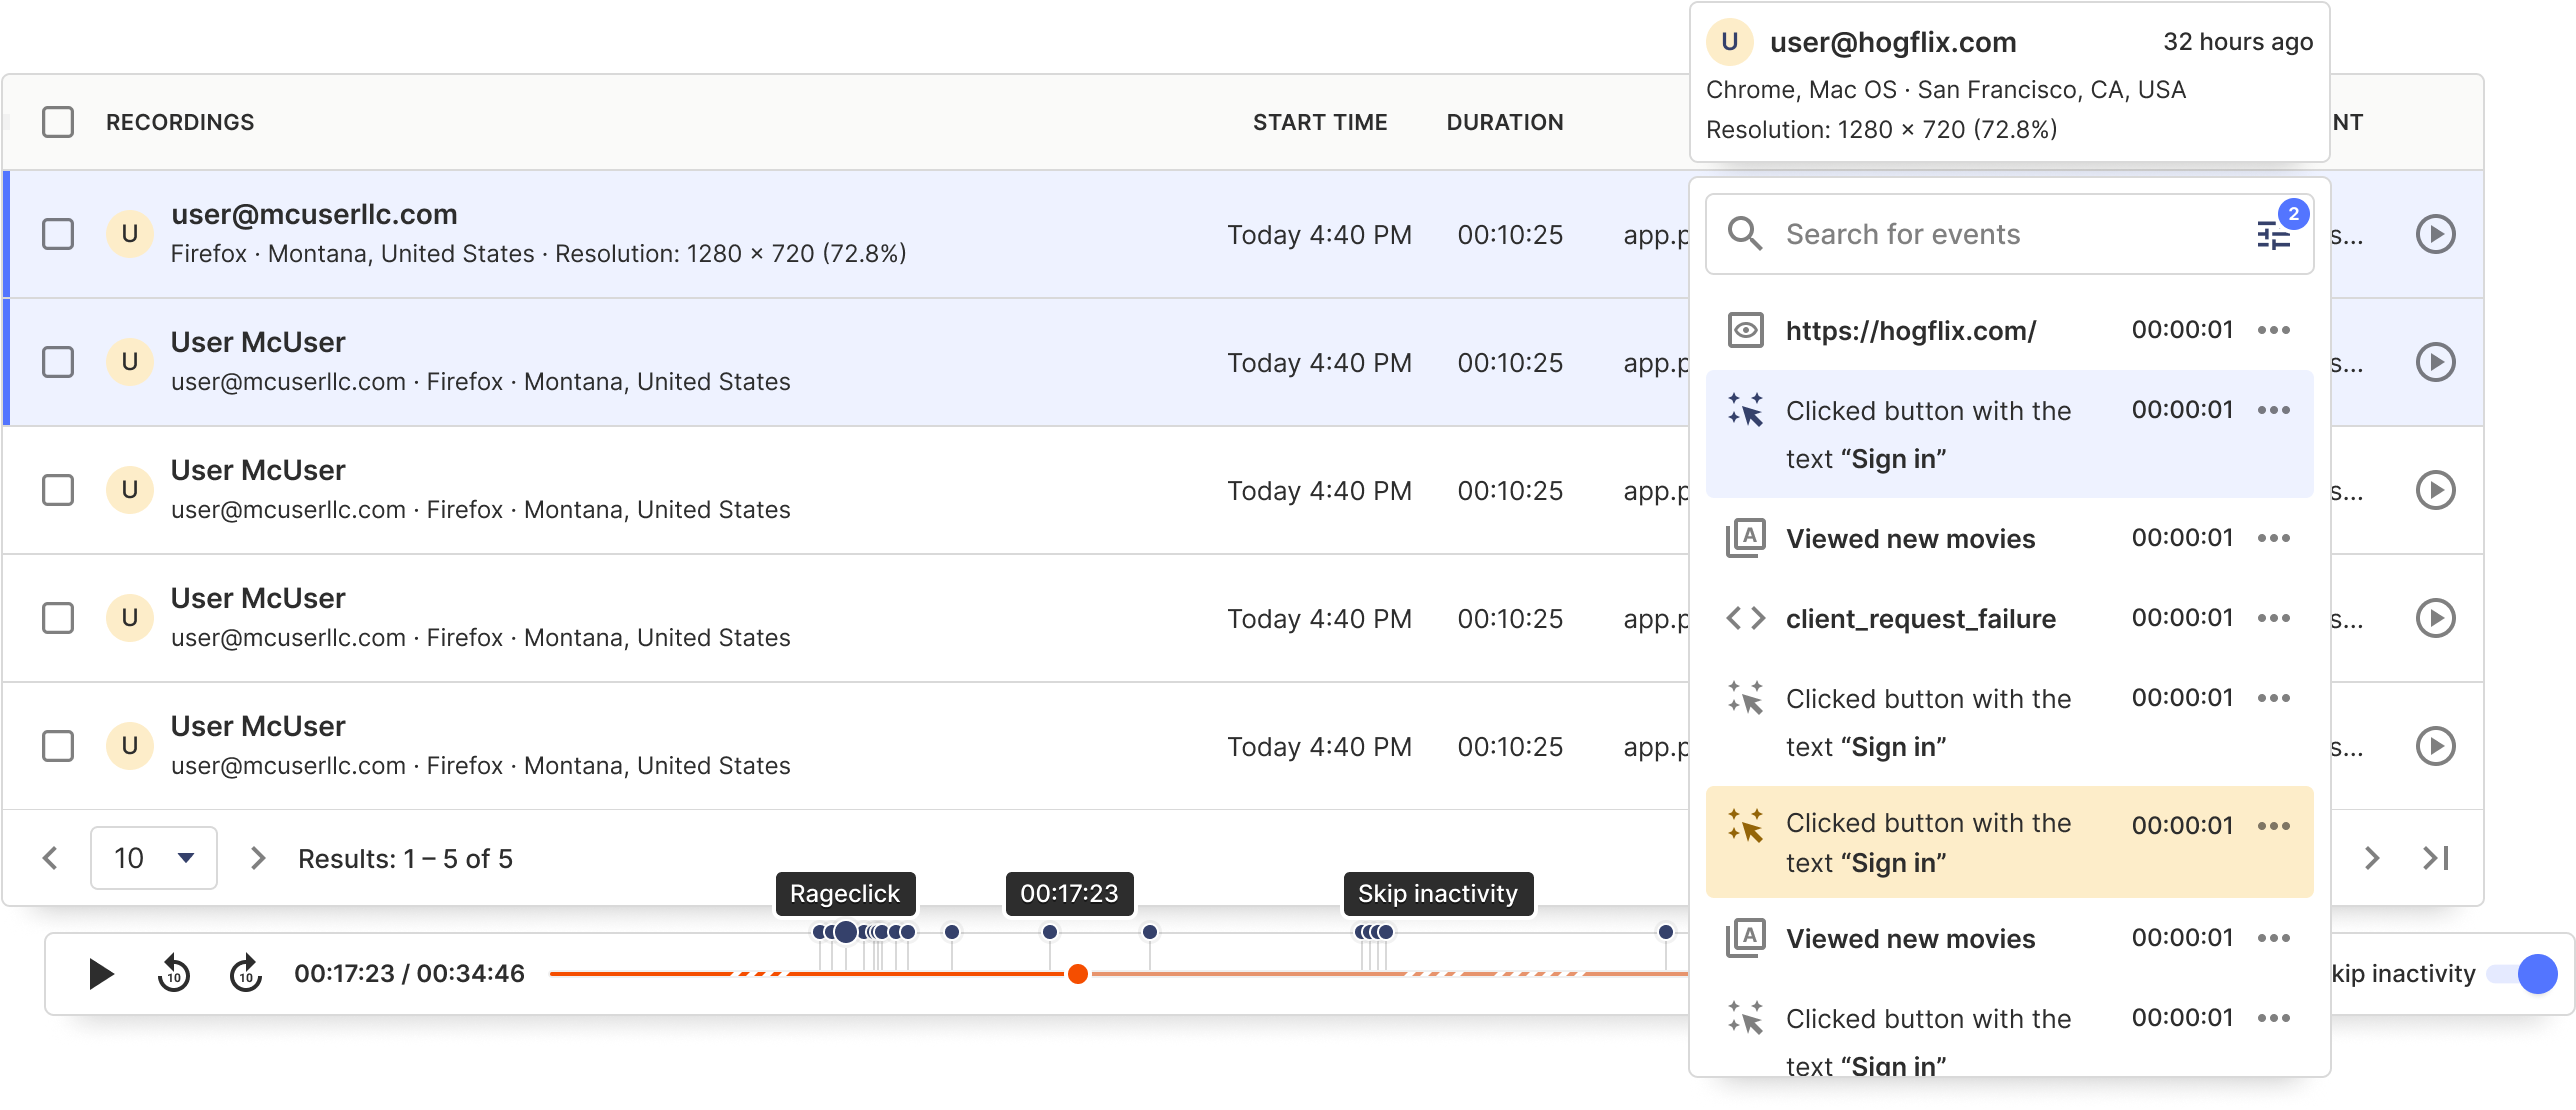 U user@hogflix.com 32 hours ago
Chrome, Mac OS · San Francisco, CA, USA
Resolution: 1280 × 720 (72.8%)
RECORDINGS START TIME DURATION NT
U user@mcuserllc.com
Firefox · Montana, United States · Resolution: 1280 × 720 (72.8%)
Today 4:40 PM 00:10:25 app.p s...
U User McUser
user@mcuserllc.com · Firefox · Montana, United States
Today 4:40 PM 00:10:25 app.p s...
U User McUser
user@mcuserllc.com · Firefox · Montana, United States
Today 4:40 PM 00:10:25 app.p s...
U User McUser
user@mcuserllc.com · Firefox · Montana, United States
Today 4:40 PM 00:10:25 app.p s...
U User McUser
user@mcuserllc.com · Firefox · Montana, United States
Today 4:40 PM 00:10:25 app.p s...
10 Results: 1 – 5 of 5
Search for events 2
https://hogflix.com/ 00:00:01
Clicked button with the 00:00:01
text “Sign in”
A Viewed new movies 00:00:01
client_request_failure 00:00:01
Clicked button with the 00:00:01
text “Sign in”
Clicked button with the 00:00:01
text “Sign in”
A Viewed new movies 00:00:01
Clicked button with the 00:00:01
text “Sign in”
Rageclick 00:17:23 Skip inactivity
10 10 00:17:23 / 00:34:46 kip inactivity